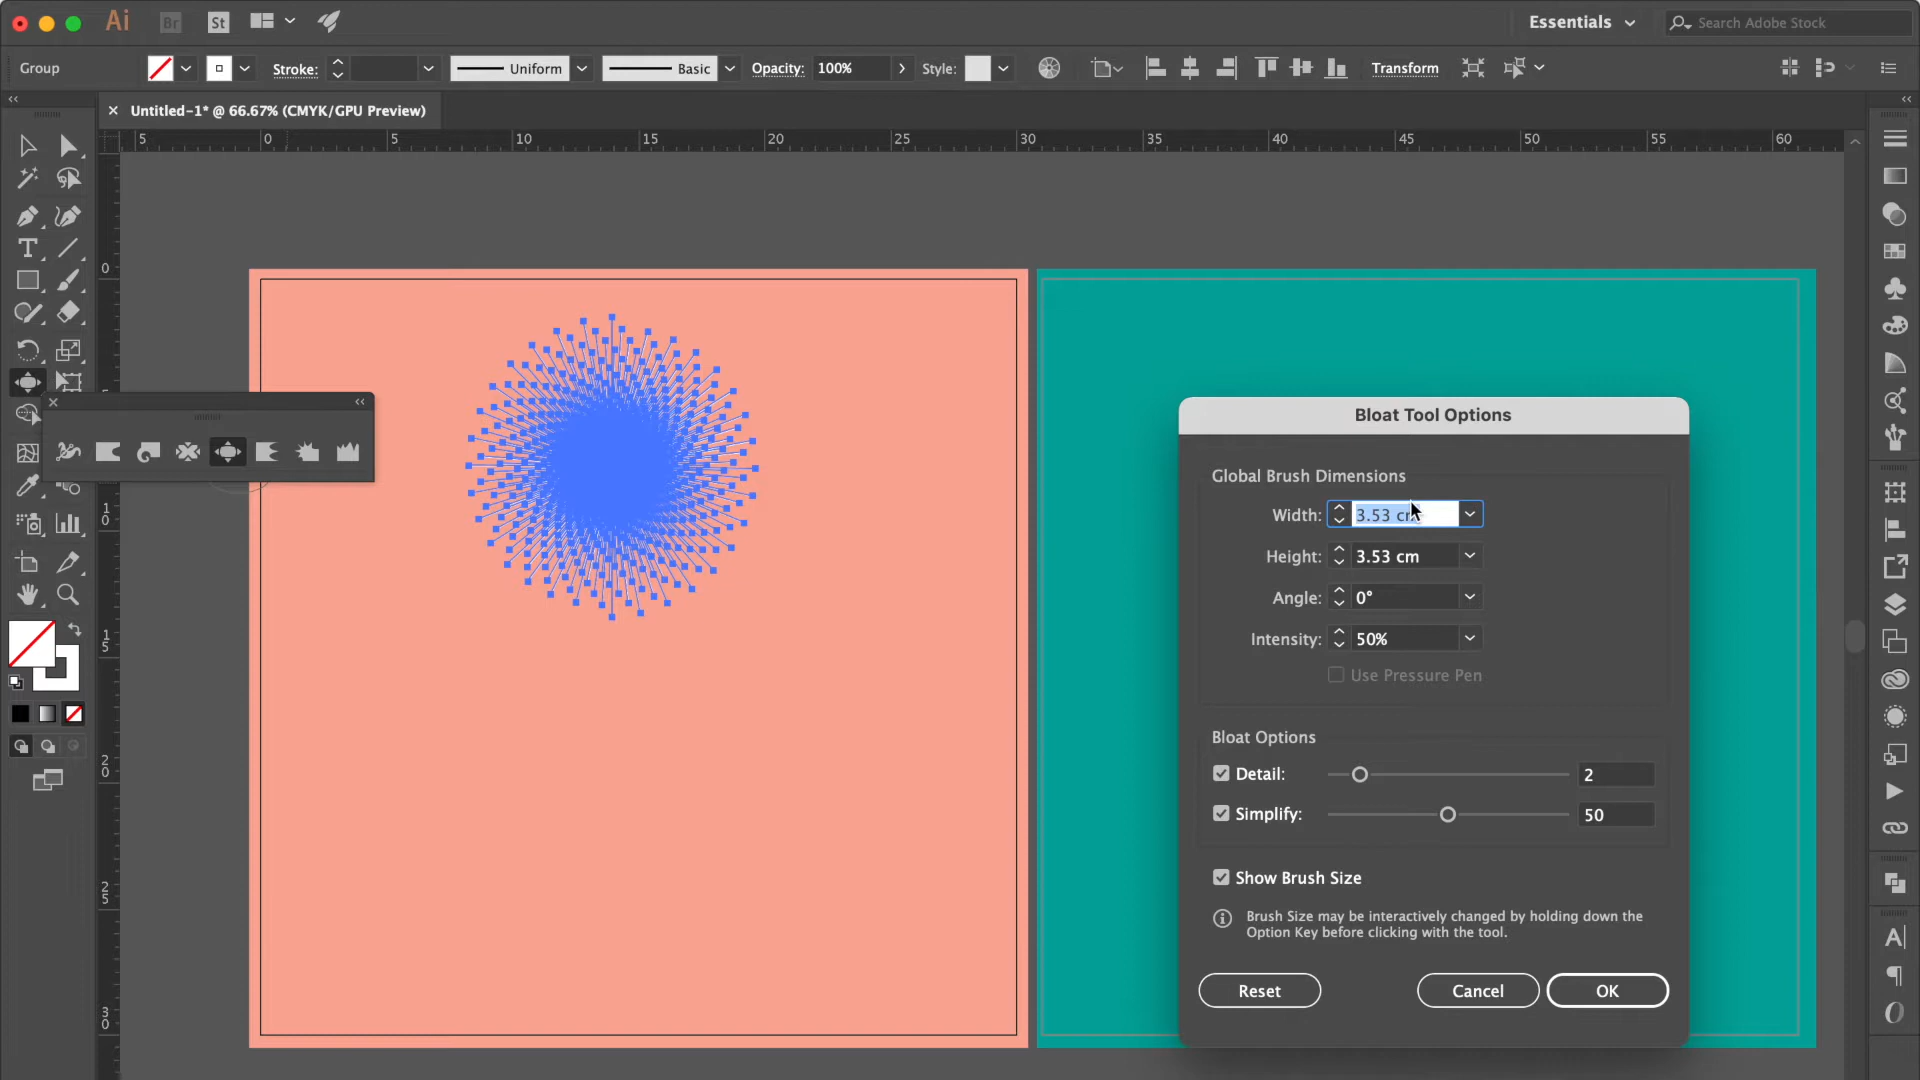 Ai Br St Essentials Search Adobe Stock
Group Stroke: Uniform Basic Opacity: 100% Style: Transform
Untitled-1* @ 66.67% (CMYK/GPU Preview)
5 0 5 10 15 20 25 30 35 40 45 50 55 60
0
10
15
20
25
30
Bloat Tool Options
Global Brush Dimensions
Width: 3.53 cm
Height: 3.53 cm
Angle: 0°
Intensity: 50%
Use Pressure Pen
Bloat Options
Detail: 2
Simplify: 50
Show Brush Size
Brush Size may be interactively changed by holding down the
Option Key before clicking with the tool.
Reset Cancel OK